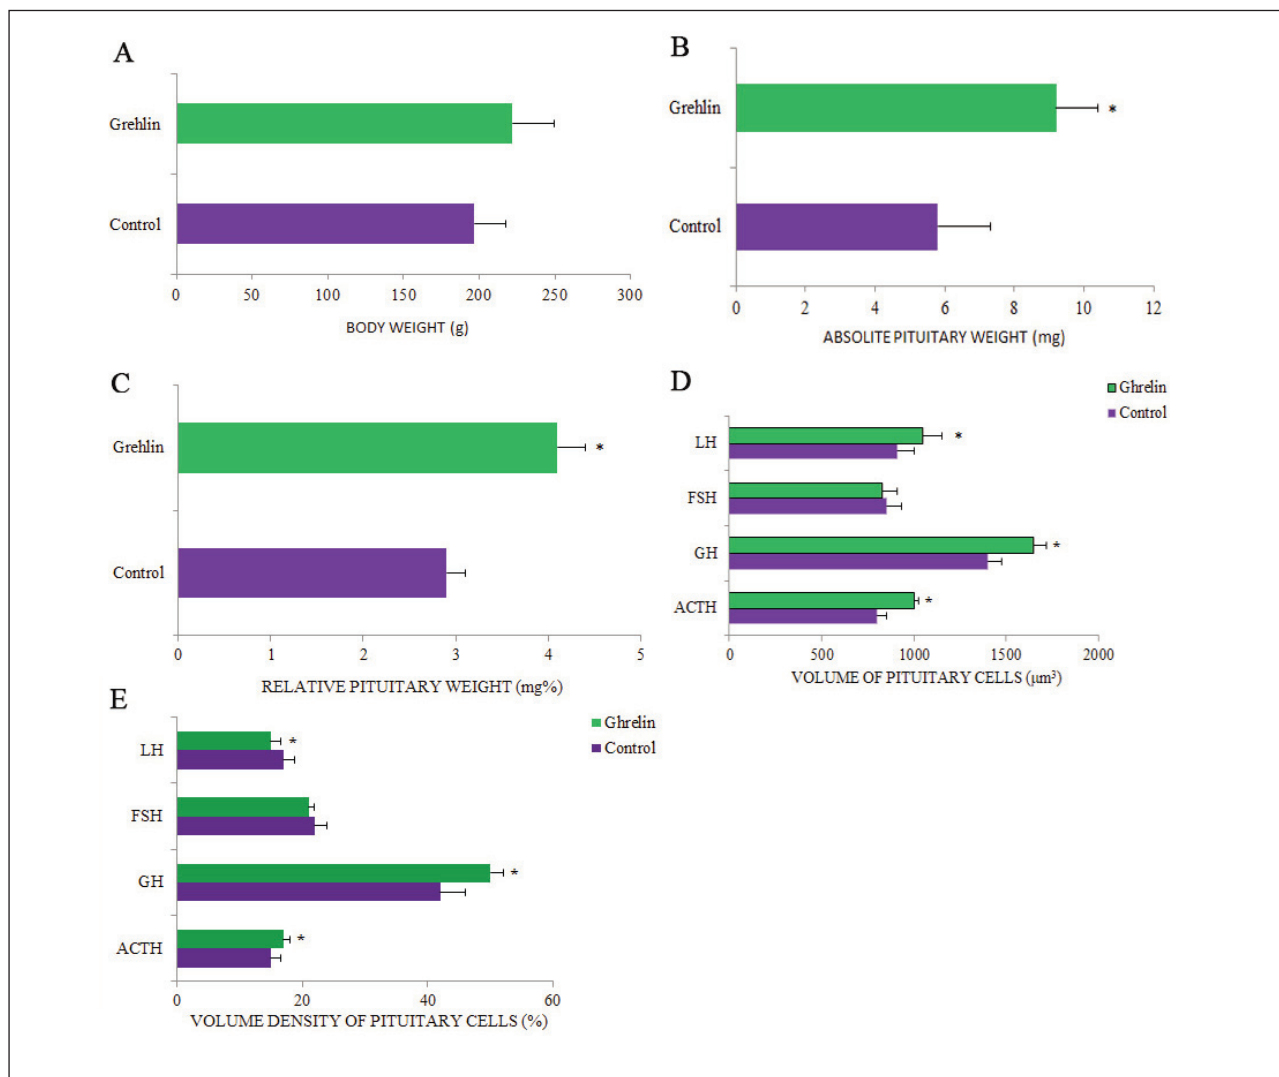 A
Grehlin
Control
0 50 100 150 200 250 300
BODY WEIGHT (g)
B
Grehlin
*
Control
0 2 4 6 8 10 12
ABSOLITE PITUITARY WEIGHT (mg)
C
Grehlin
*
Control
0 1 2 3 4 5
RELATIVE PITUITARY WEIGHT (mg%)
D
Ghrelin
Control
LH
*
FSH
GH
*
ACTH
*
0 500 1000 1500 2000
VOLUME OF PITUITARY CELLS (μm³)
E
Ghrelin
Control
LH
*
FSH
GH
*
ACTH
*
0 20 40 60
VOLUME DENSITY OF PITUITARY CELLS (%)